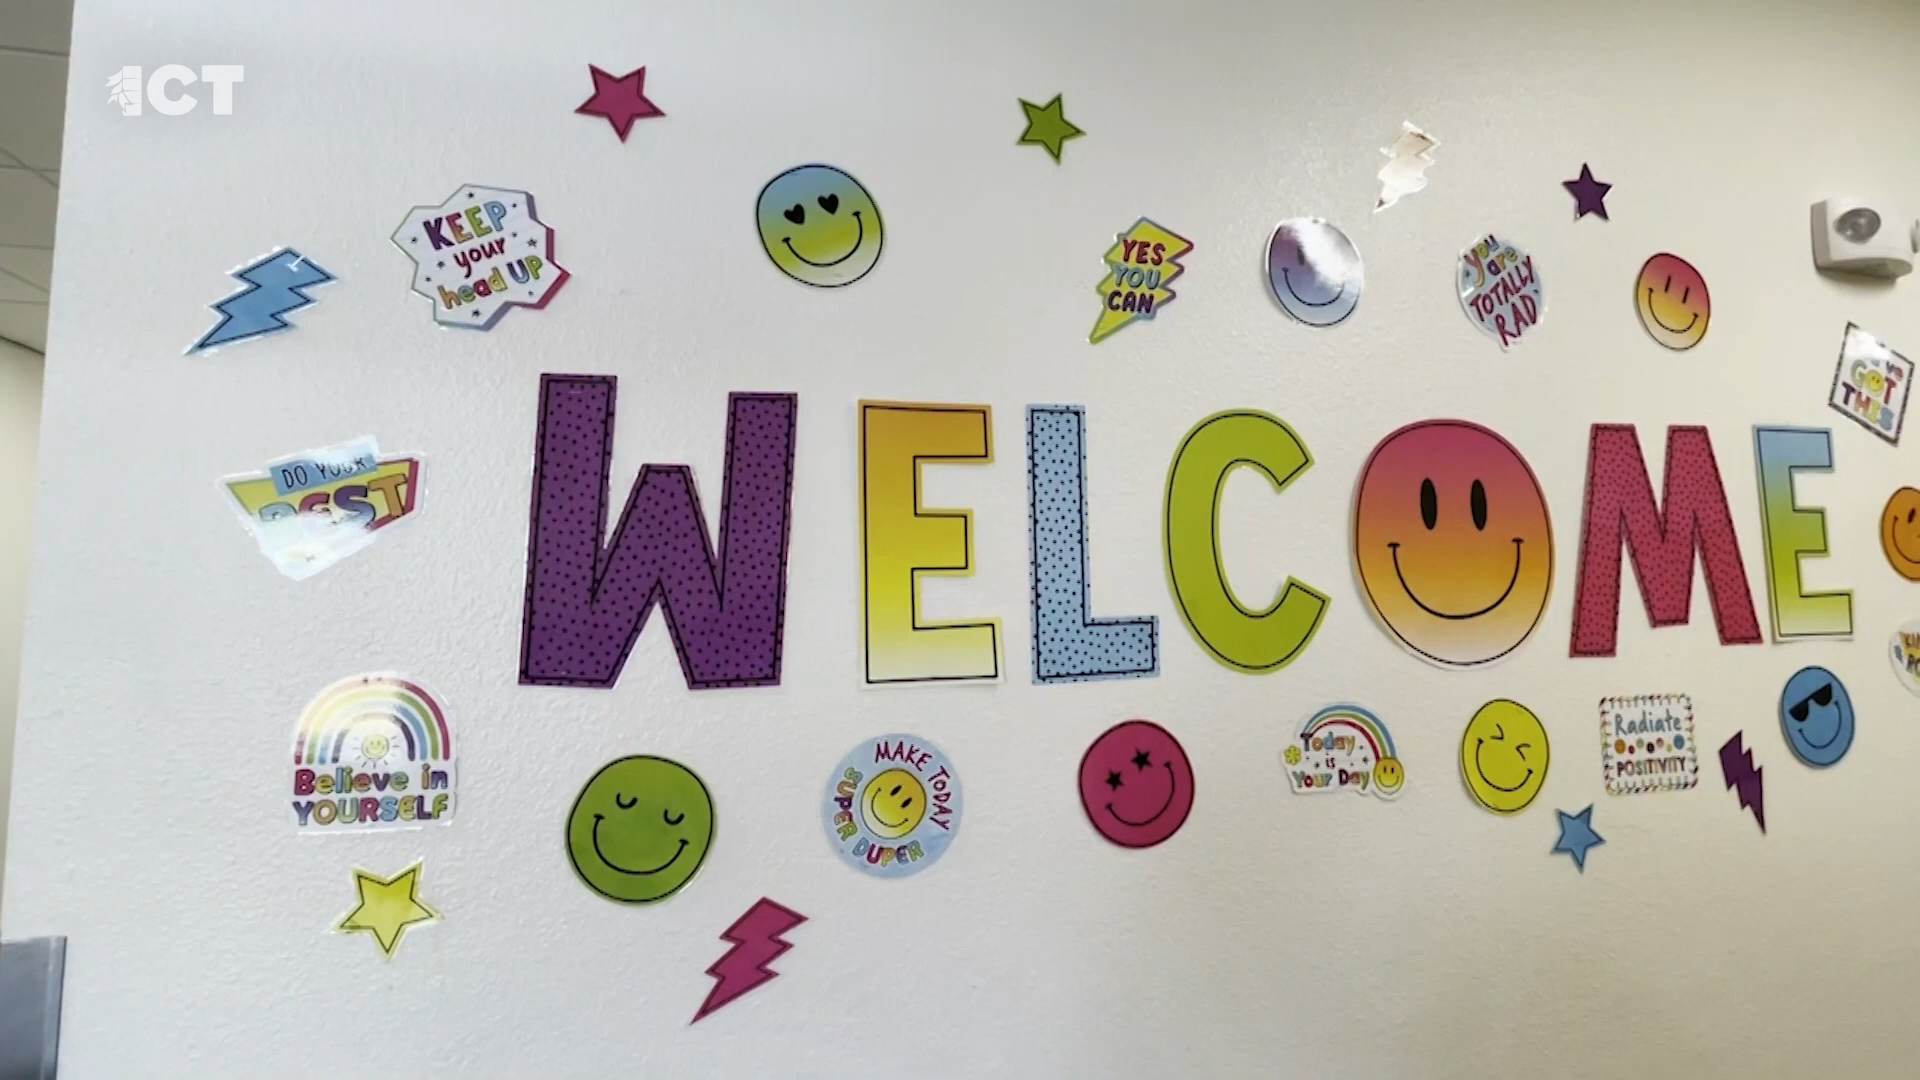 ICT
KEEP
your
head UP
YES
YOU
CAN
you
are
TOTALLY
RAD
GOT
THIS
DO YOUR
BEST
WELCOME
Believe in
YOURSELF
MAKE TODAY
SUPER DUPER
Today
is
Your Day
Radiate
POSITIVITY